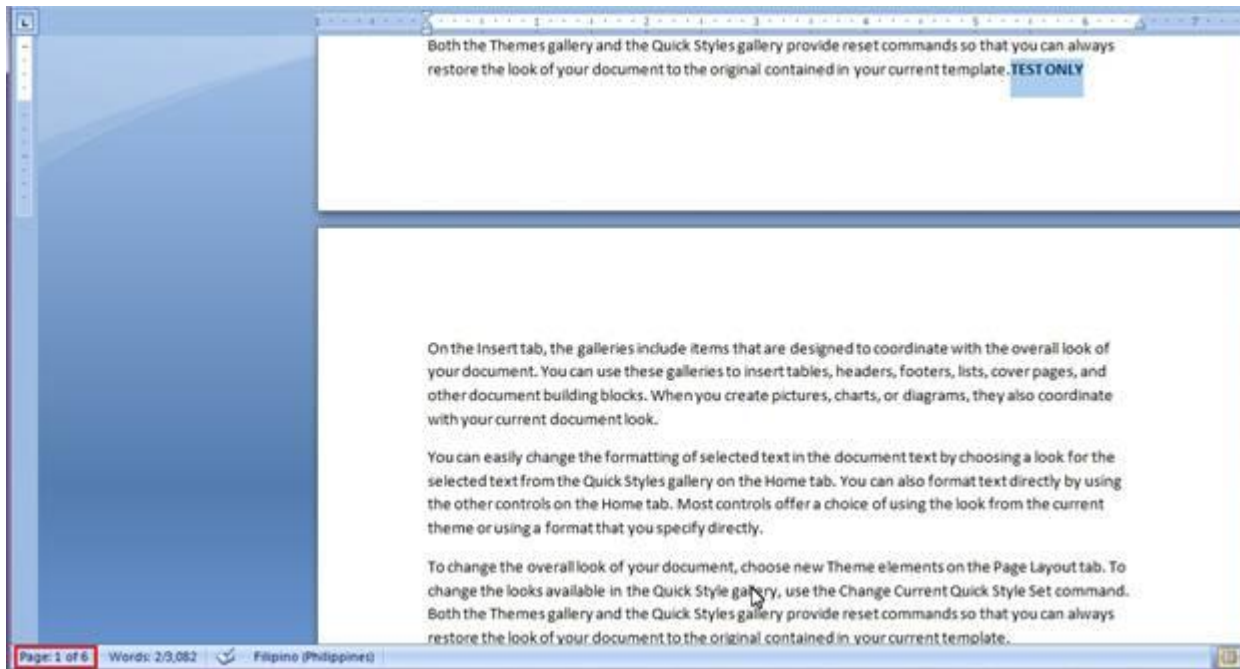 1 2 3 4 5 6 7
Both the Themes gallery and the Quick Styles gallery provide reset commands so that you can always
restore the look of your document to the original contained in your current template.TEST ONLY
On the Insert tab, the galleries include items that are designed to coordinate with the overall look of
your document. You can use these galleries to insert tables, headers, footers, lists, cover pages, and
other document building blocks. When you create pictures, charts, or diagrams, they also coordinate
with your current document look.
You can easily change the formatting of selected text in the document text by choosing a look for the
selected text from the Quick Styles gallery on the Home tab. You can also format text directly by using
the other controls on the Home tab. Most controls offer a choice of using the look from the current
theme or using a format that you specify directly.
To change the overall look of your document, choose new Theme elements on the Page Layout tab. To
change the looks available in the Quick Style gallery, use the Change Current Quick Style Set command.
Both the Themes gallery and the Quick Styles gallery provide reset commands so that you can always
restore the look of your document to the original contained in your current template.
Page: 1 of 6 Words: 2/3,082 Filipino (Philippines)